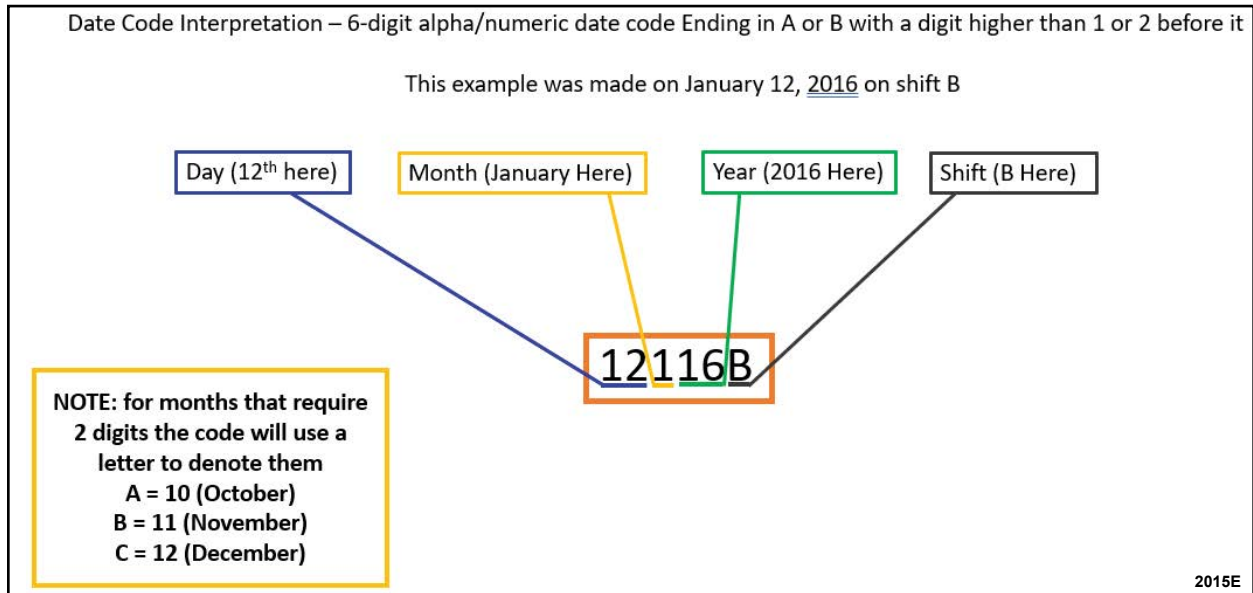 Date Code Interpretation – 6-digit alpha/numeric date code Ending in A or B with a digit higher than 1 or 2 before it
This example was made on January 12, 2016 on shift B
Day (12th here)
Month (January Here)
Year (2016 Here)
Shift (B Here)
12116B
NOTE: for months that require
2 digits the code will use a
letter to denote them
A = 10 (October)
B = 11 (November)
C = 12 (December)
2015E